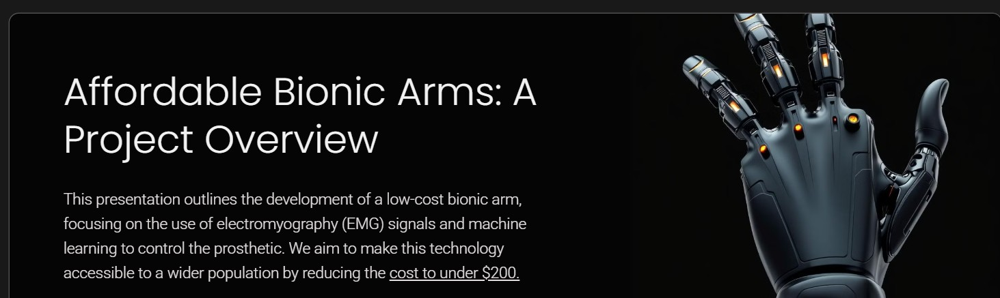 Affordable Bionic Arms: A
Project Overview
This presentation outlines the development of a low-cost bionic arm,
focusing on the use of electromyography (EMG) signals and machine
learning to control the prosthetic. We aim to make this technology
accessible to a wider population by reducing the cost to under $200.